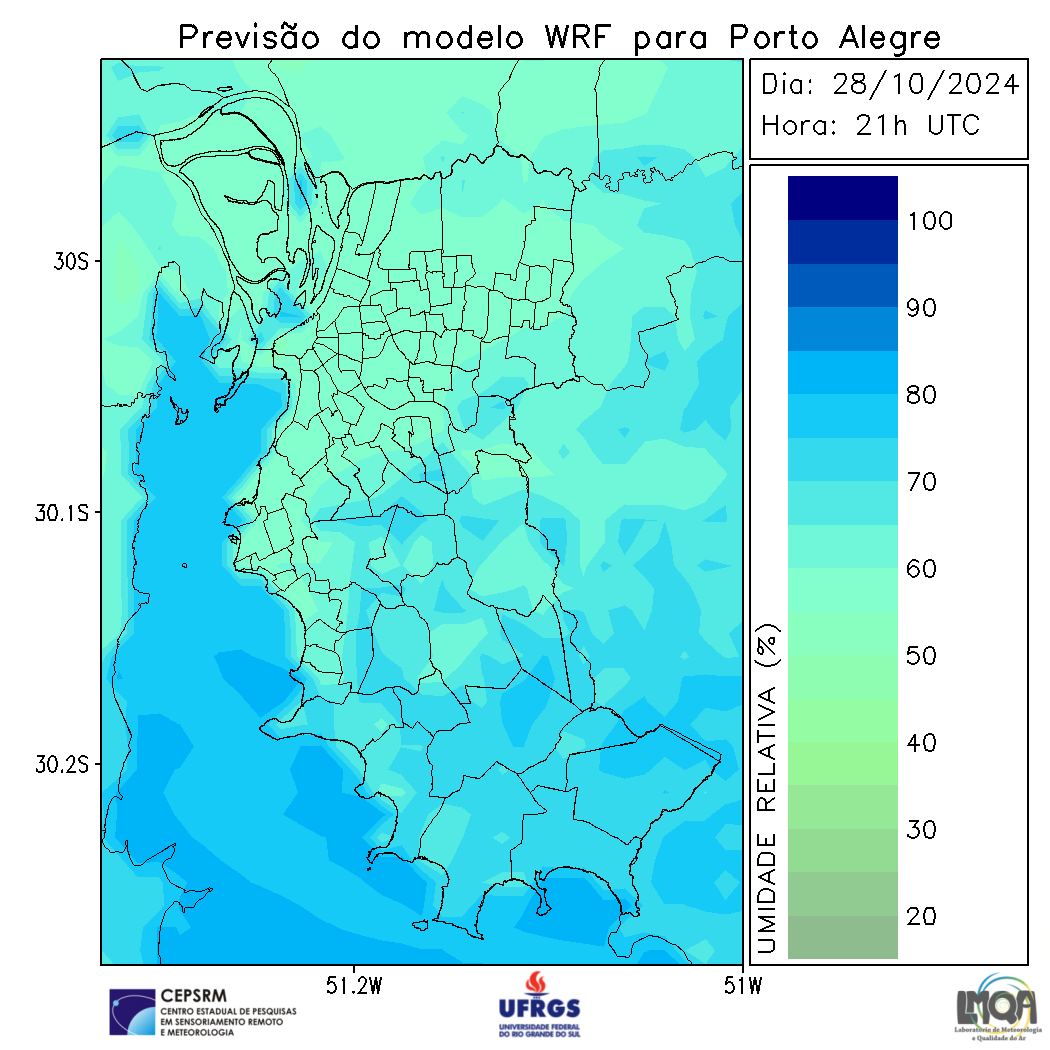 Previsão do modelo WRF para Porto Alegre
Dia: 28/10/2024
Hora: 21h UTC
30S
30.1S
30.2S
51.2W
51W
UMIDADE RELATIVA (%)
100
90
80
70
60
50
40
30
20
CEPSRM
CENTRO ESTADUAL DE PESQUISAS
EM SENSORIAMENTO REMOTO
E METEOROLOGIA
UFRGS
UNIVERSIDADE FEDERAL
DO RIO GRANDE DO SUL
LMQA
Laboratório de Meteorologia
e Qualidade do Ar